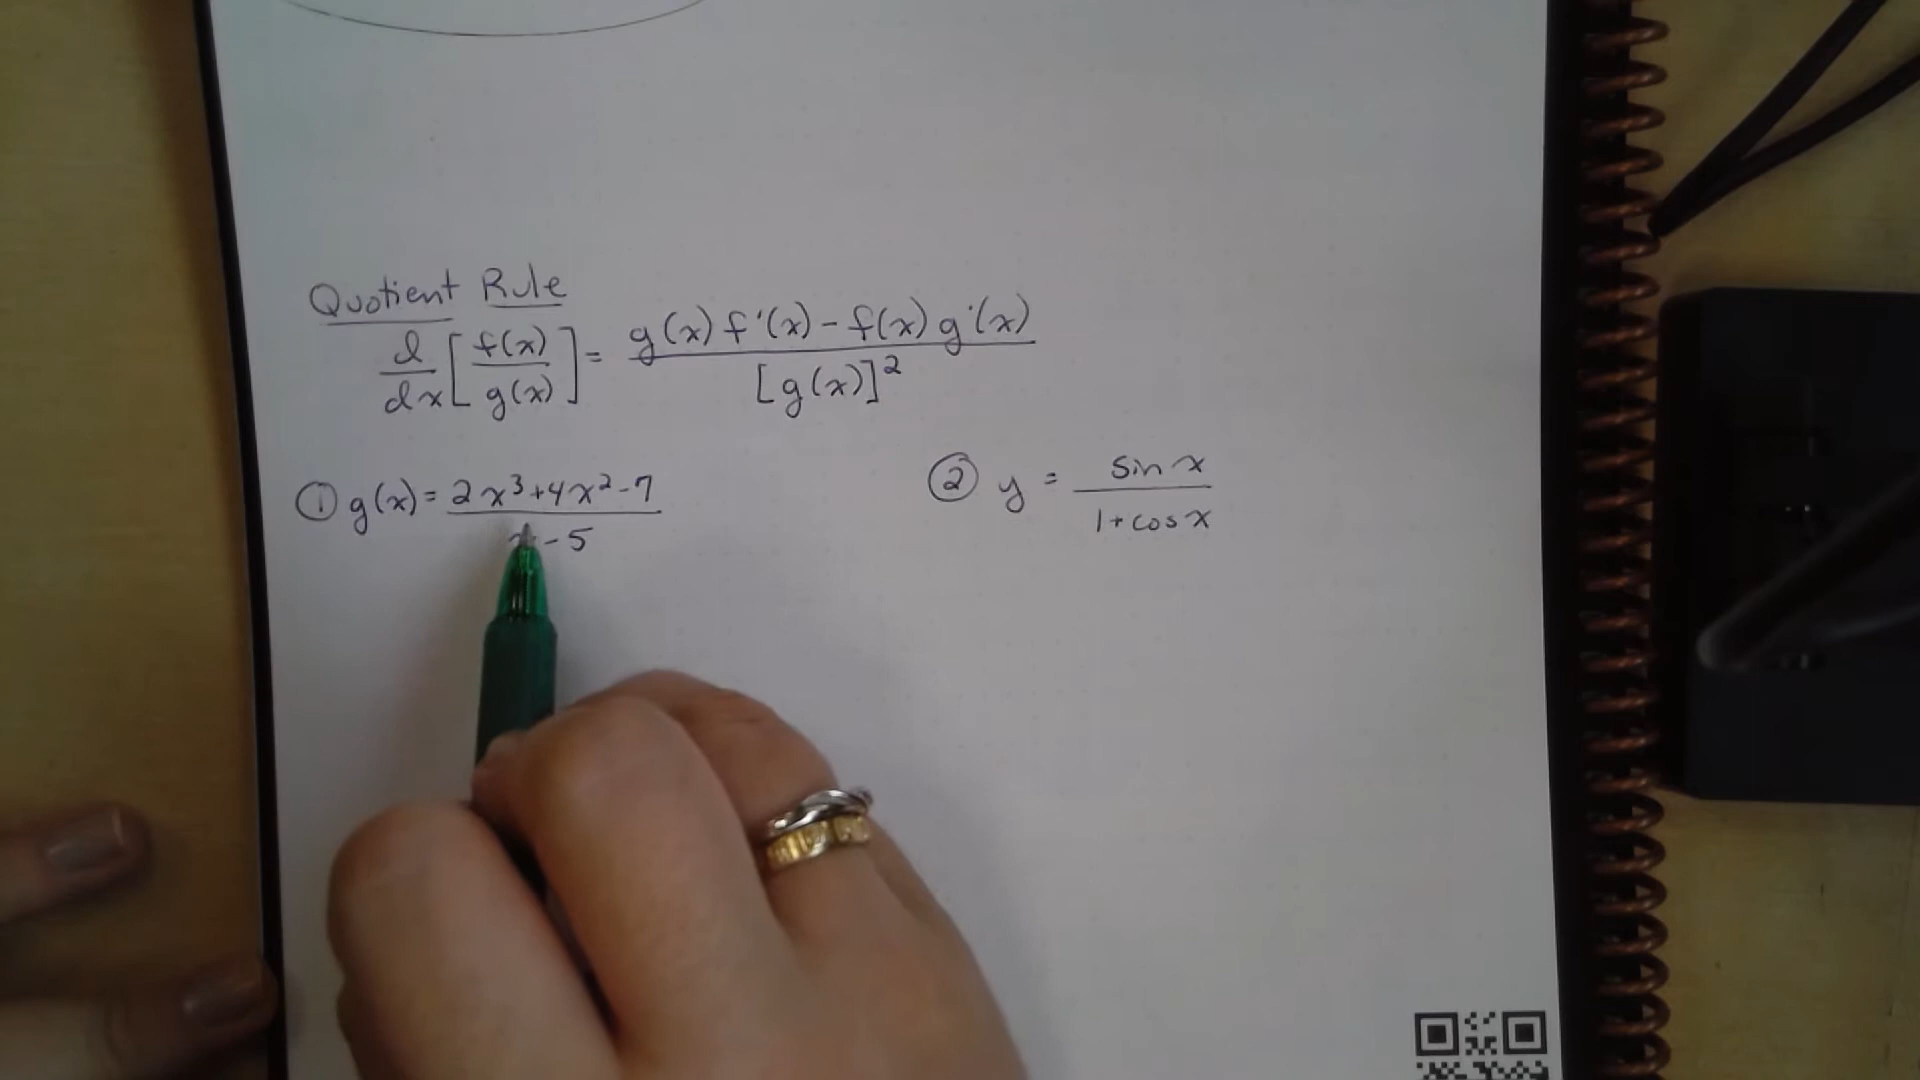 Quotient Rule
d/dx [f(x)/g(x)] = g(x) f'(x) - f(x) g'(x) / [g(x)]²
① g(x) = 2x³+4x²-7 / x-5
② y = sin x / 1+cos x